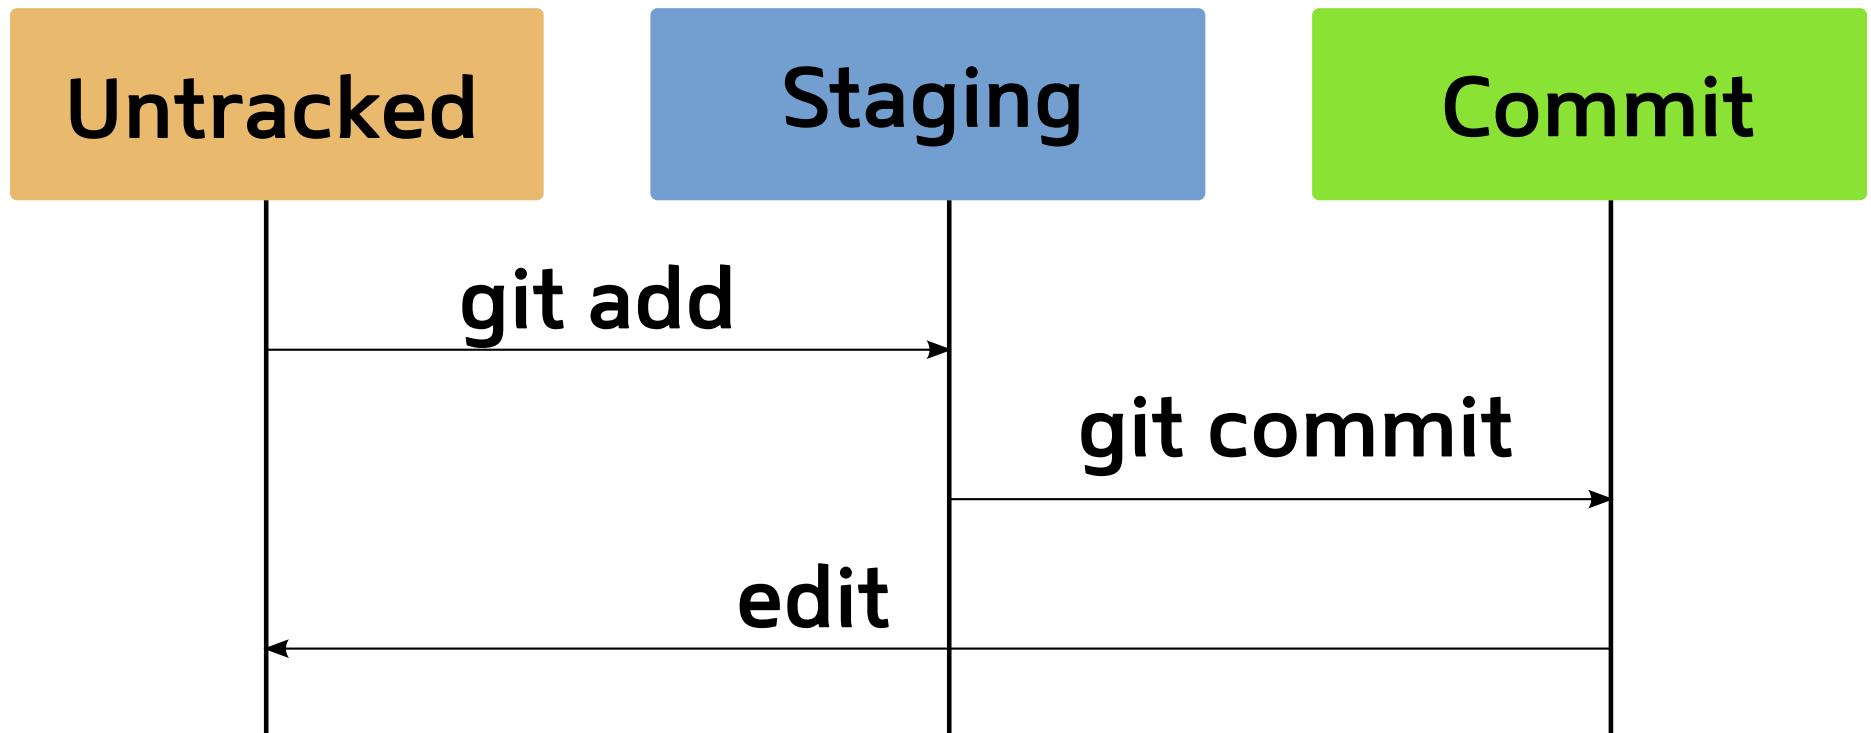 Untracked
Staging
Commit
git add
git commit
edit